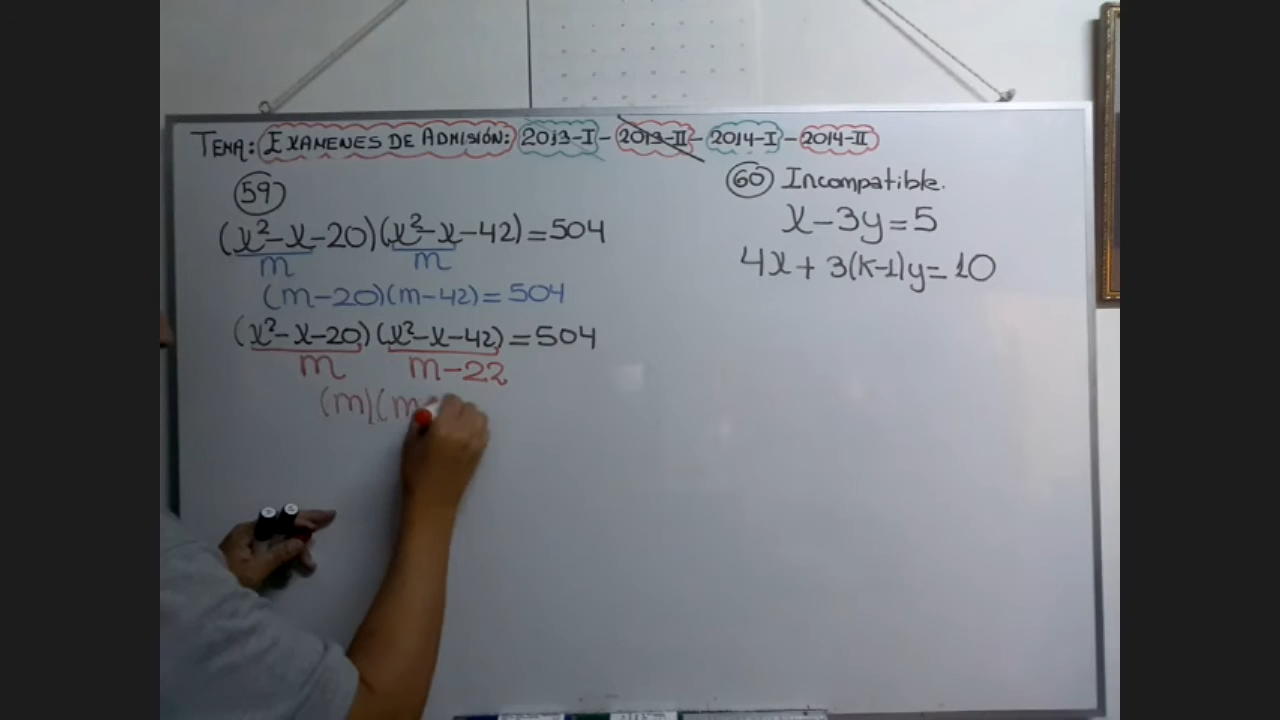 TEMA: EXAMENES DE ADMISIÓN: 2013-I - 2013-II - 2014-I - 2014-II
59
(x²-x-20)(x²-x-42)=504
m m
(m-20)(m-42)=504
(x²-x-20)(x²-x-42)=504
m m-22
(m)(m
60 Incompatible.
x-3y=5
4x+3(k-1)y=10